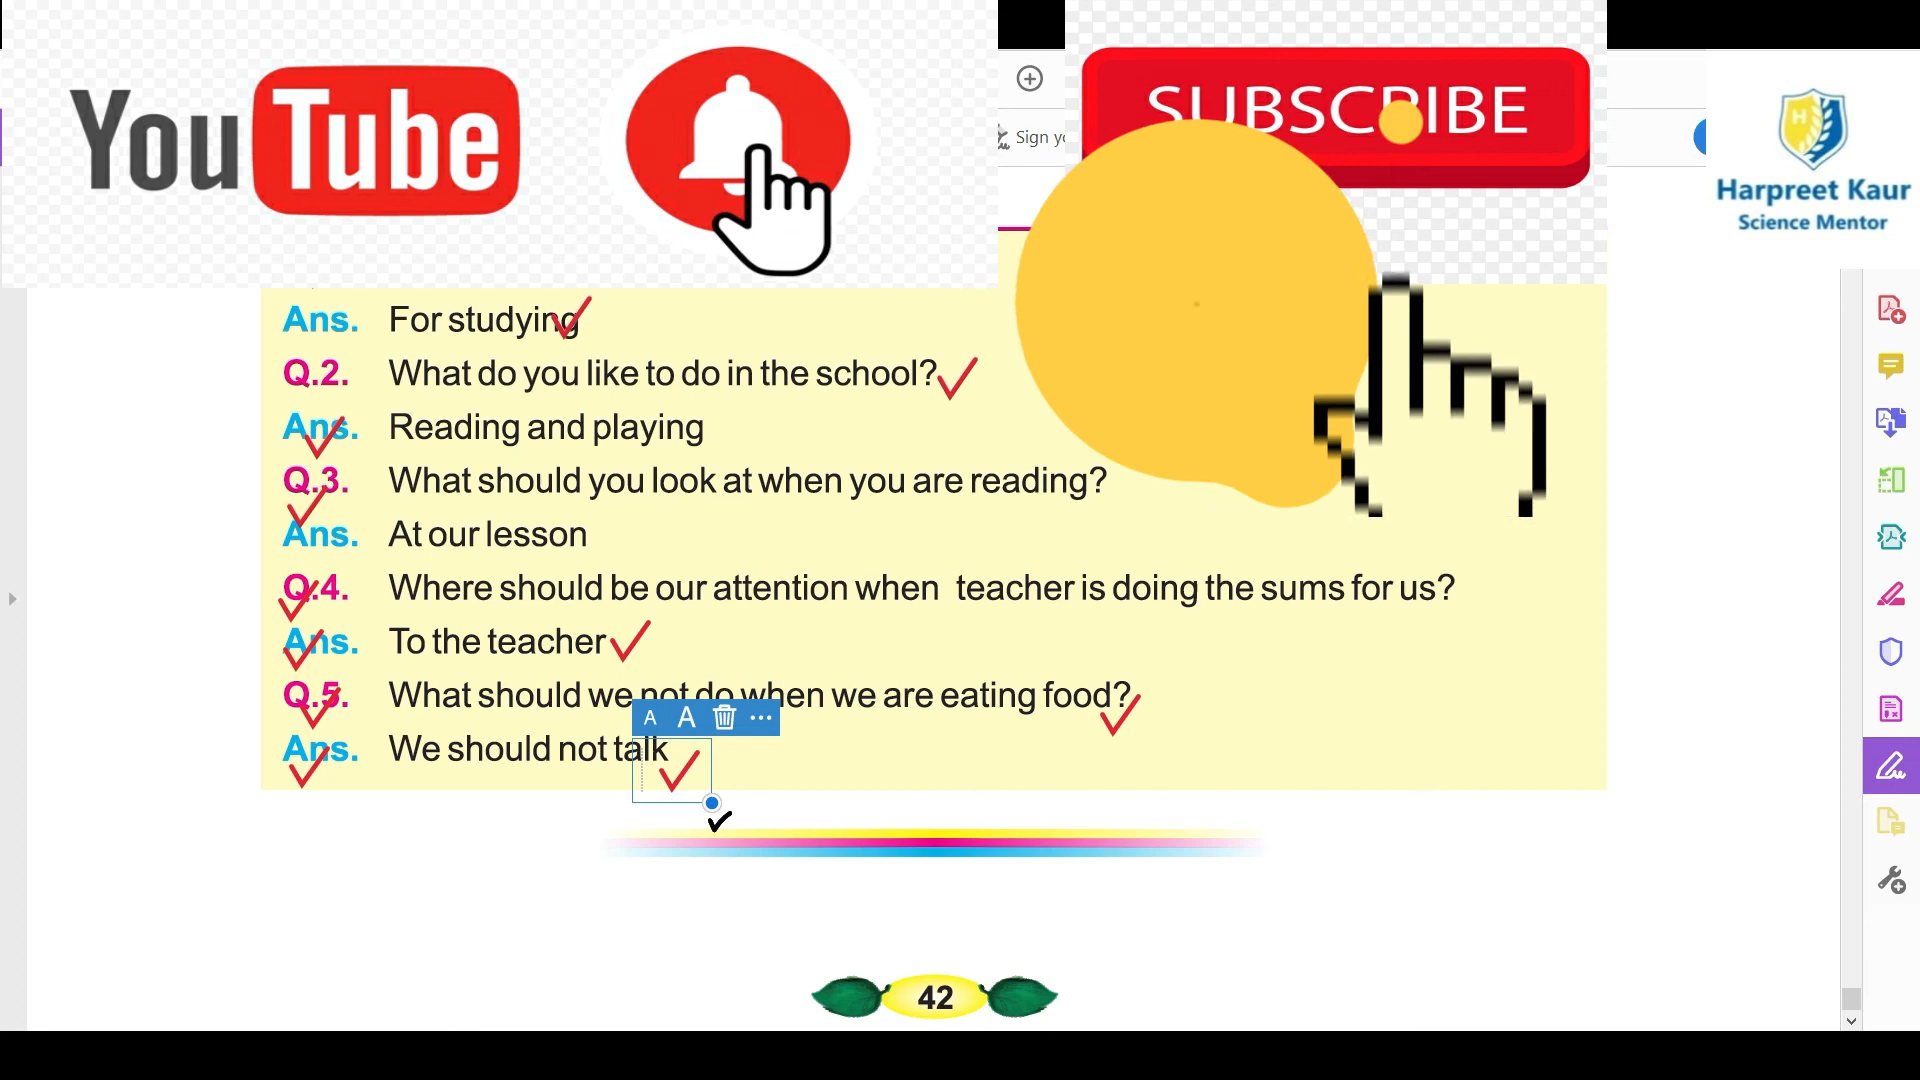 YouTube
SUBSCRIBE
Sign yo
Harpreet Kaur
Science Mentor
Ans. For studying
Q.2. What do you like to do in the school?
Ans. Reading and playing
Q.3. What should you look at when you are reading?
Ans. At our lesson
Q.4. Where should be our attention when teacher is doing the sums for us?
Ans. To the teacher
Q.5. What should we not do when we are eating food?
A A
Ans. We should not talk
42